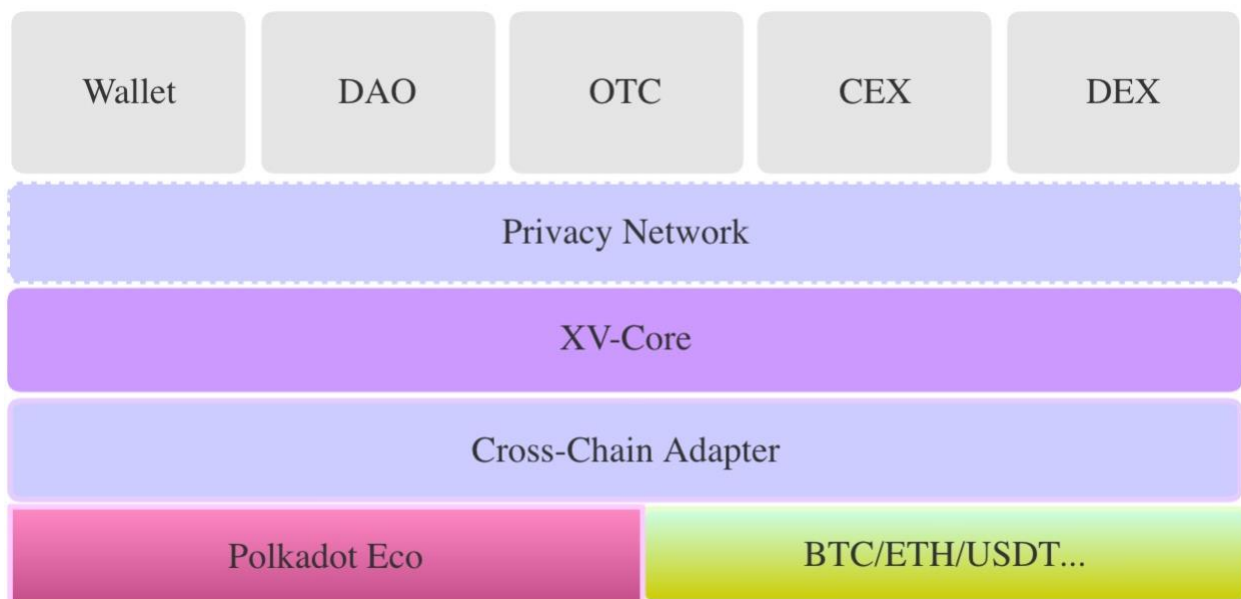 Wallet DAO OTC CEX DEX
Privacy Network
XV-Core
Cross-Chain Adapter
Polkadot Eco BTC/ETH/USDT...